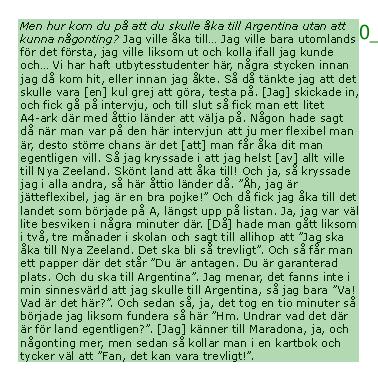 Men hur kom du på att du skulle åka till Argentina utan att
kunna någonting? Jag ville åka till... Jag ville bara utomlands
för det första, jag ville liksom ut och kolla ifall jag kunde
och... Vi har haft utbytesstudenter här, några stycken innan
jag då kom hit, eller innan jag åkte. Så då tänkte jag att det
skulle vara [en] kul grej att göra, testa på. [Jag] skickade in,
och fick gå på intervju, och till slut så fick man ett litet
A4-ark där med åttio länder att välja på. Någon hade sagt
då när man var på den här intervjun att ju mer flexibel man
är, desto större chans är det [att] man får åka dit man
egentligen vill. Så jag kryssade i att jag helst [av] allt ville
till Nya Zeeland. Skönt land att åka till! Och ja, så kryssade
jag i alla andra, så här åttio länder då. ”Åh, jag är
jätteflexibel, jag är en bra pojke!” Och då fick jag åka till det
landet som började på A, längst upp på listan. Ja, jag var väl
lite besviken i några minuter där. [Då] hade man gått liksom
i två, tre månader i skolan och sagt till allihop att ”Jag ska
åka till Nya Zeeland. Det ska bli så trevligt”. Och så får man
ett papper där det står ”Du är antagen. Du är garanterad
plats. Och du ska till Argentina”. Jag menar, det fanns inte i
min sinnesvärld att jag skulle till Argentina, så jag bara ”Va!
Vad är det här?”. Och sedan så, ja, det tog en tio minuter så
började jag liksom fundera så här ”Hm. Undrar vad det där
är för land egentligen?”. [Jag] känner till Maradona, ja, och
någonting mer, men sedan så kollar man i en kartbok och
tycker väl att ”Fan, det kan vara trevligt!”.